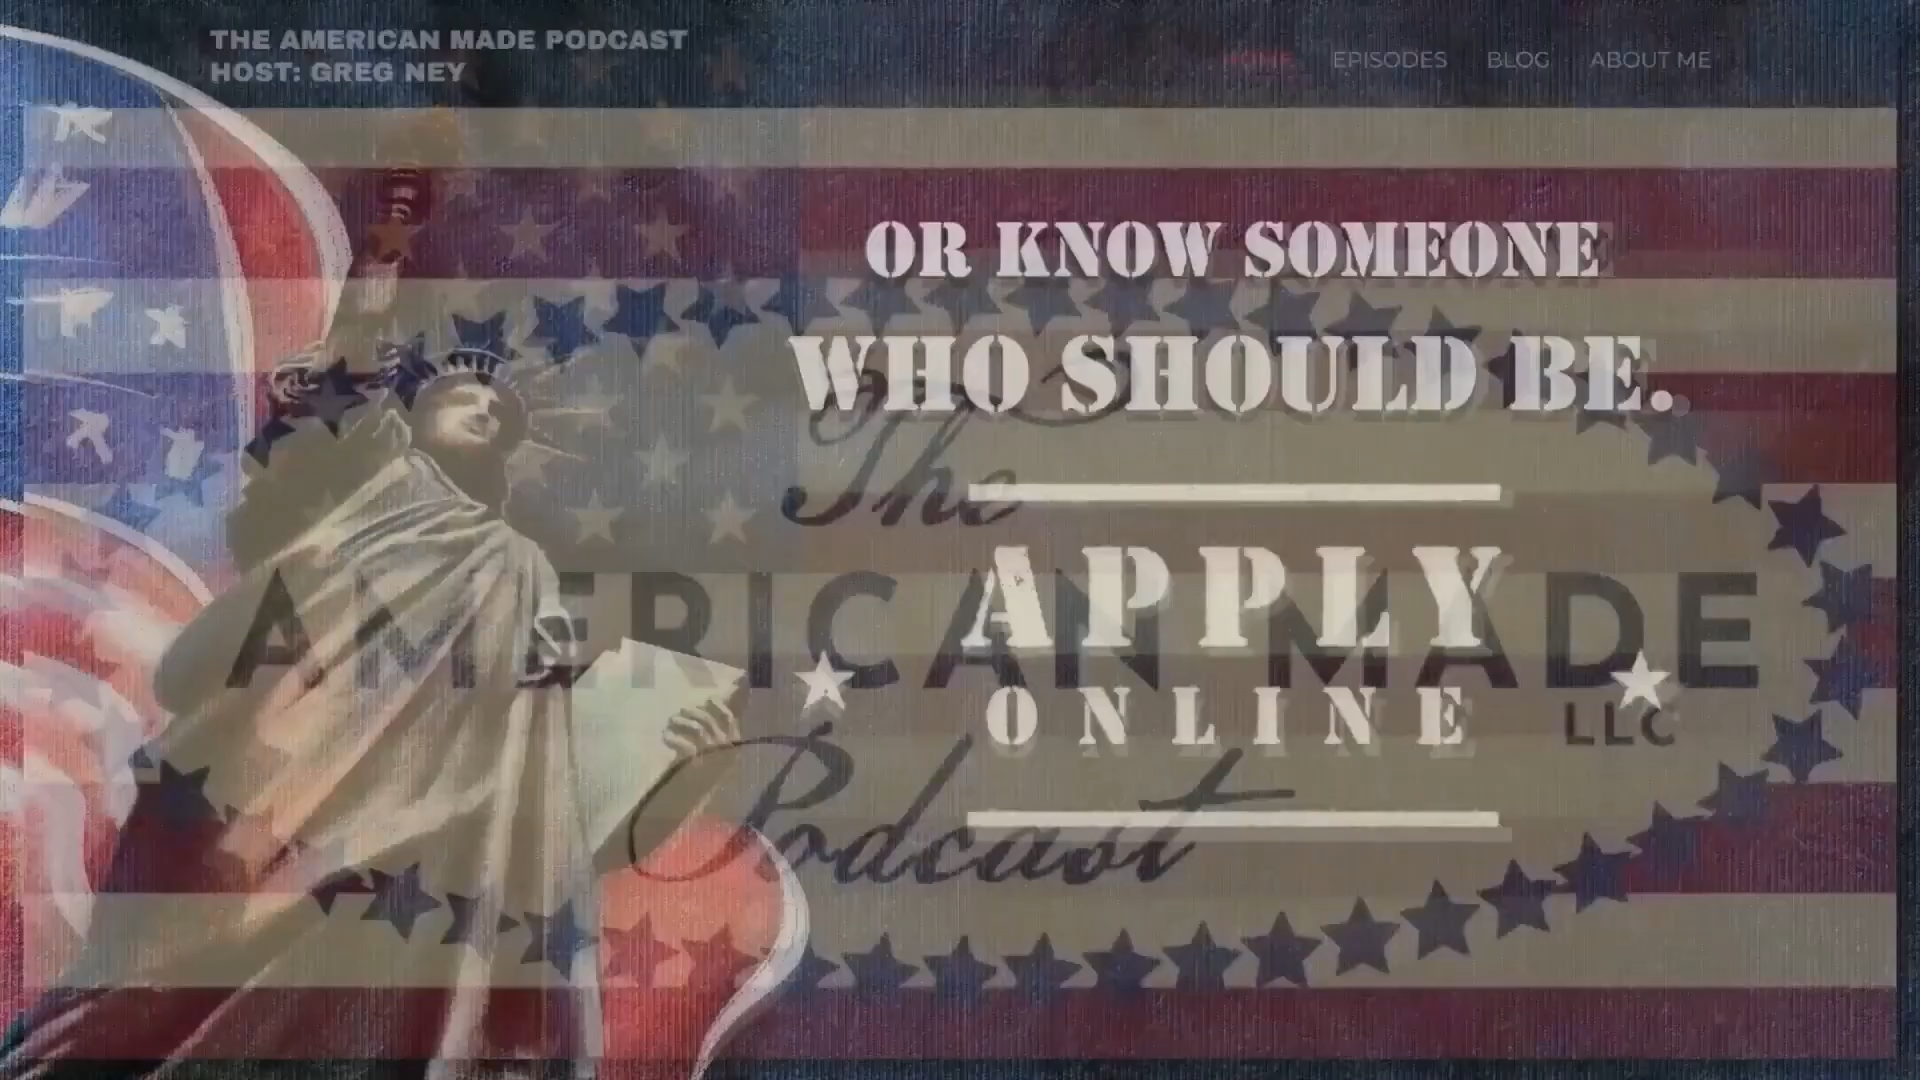 THE AMERICAN MADE PODCAST
HOST: GREG NEY
HOME EPISODES BLOG ABOUT ME
OR KNOW SOMEONE
WHO SHOULD BE.
The
APPLY
AMERICAN MADE
ONLINE
LLC
Podcast